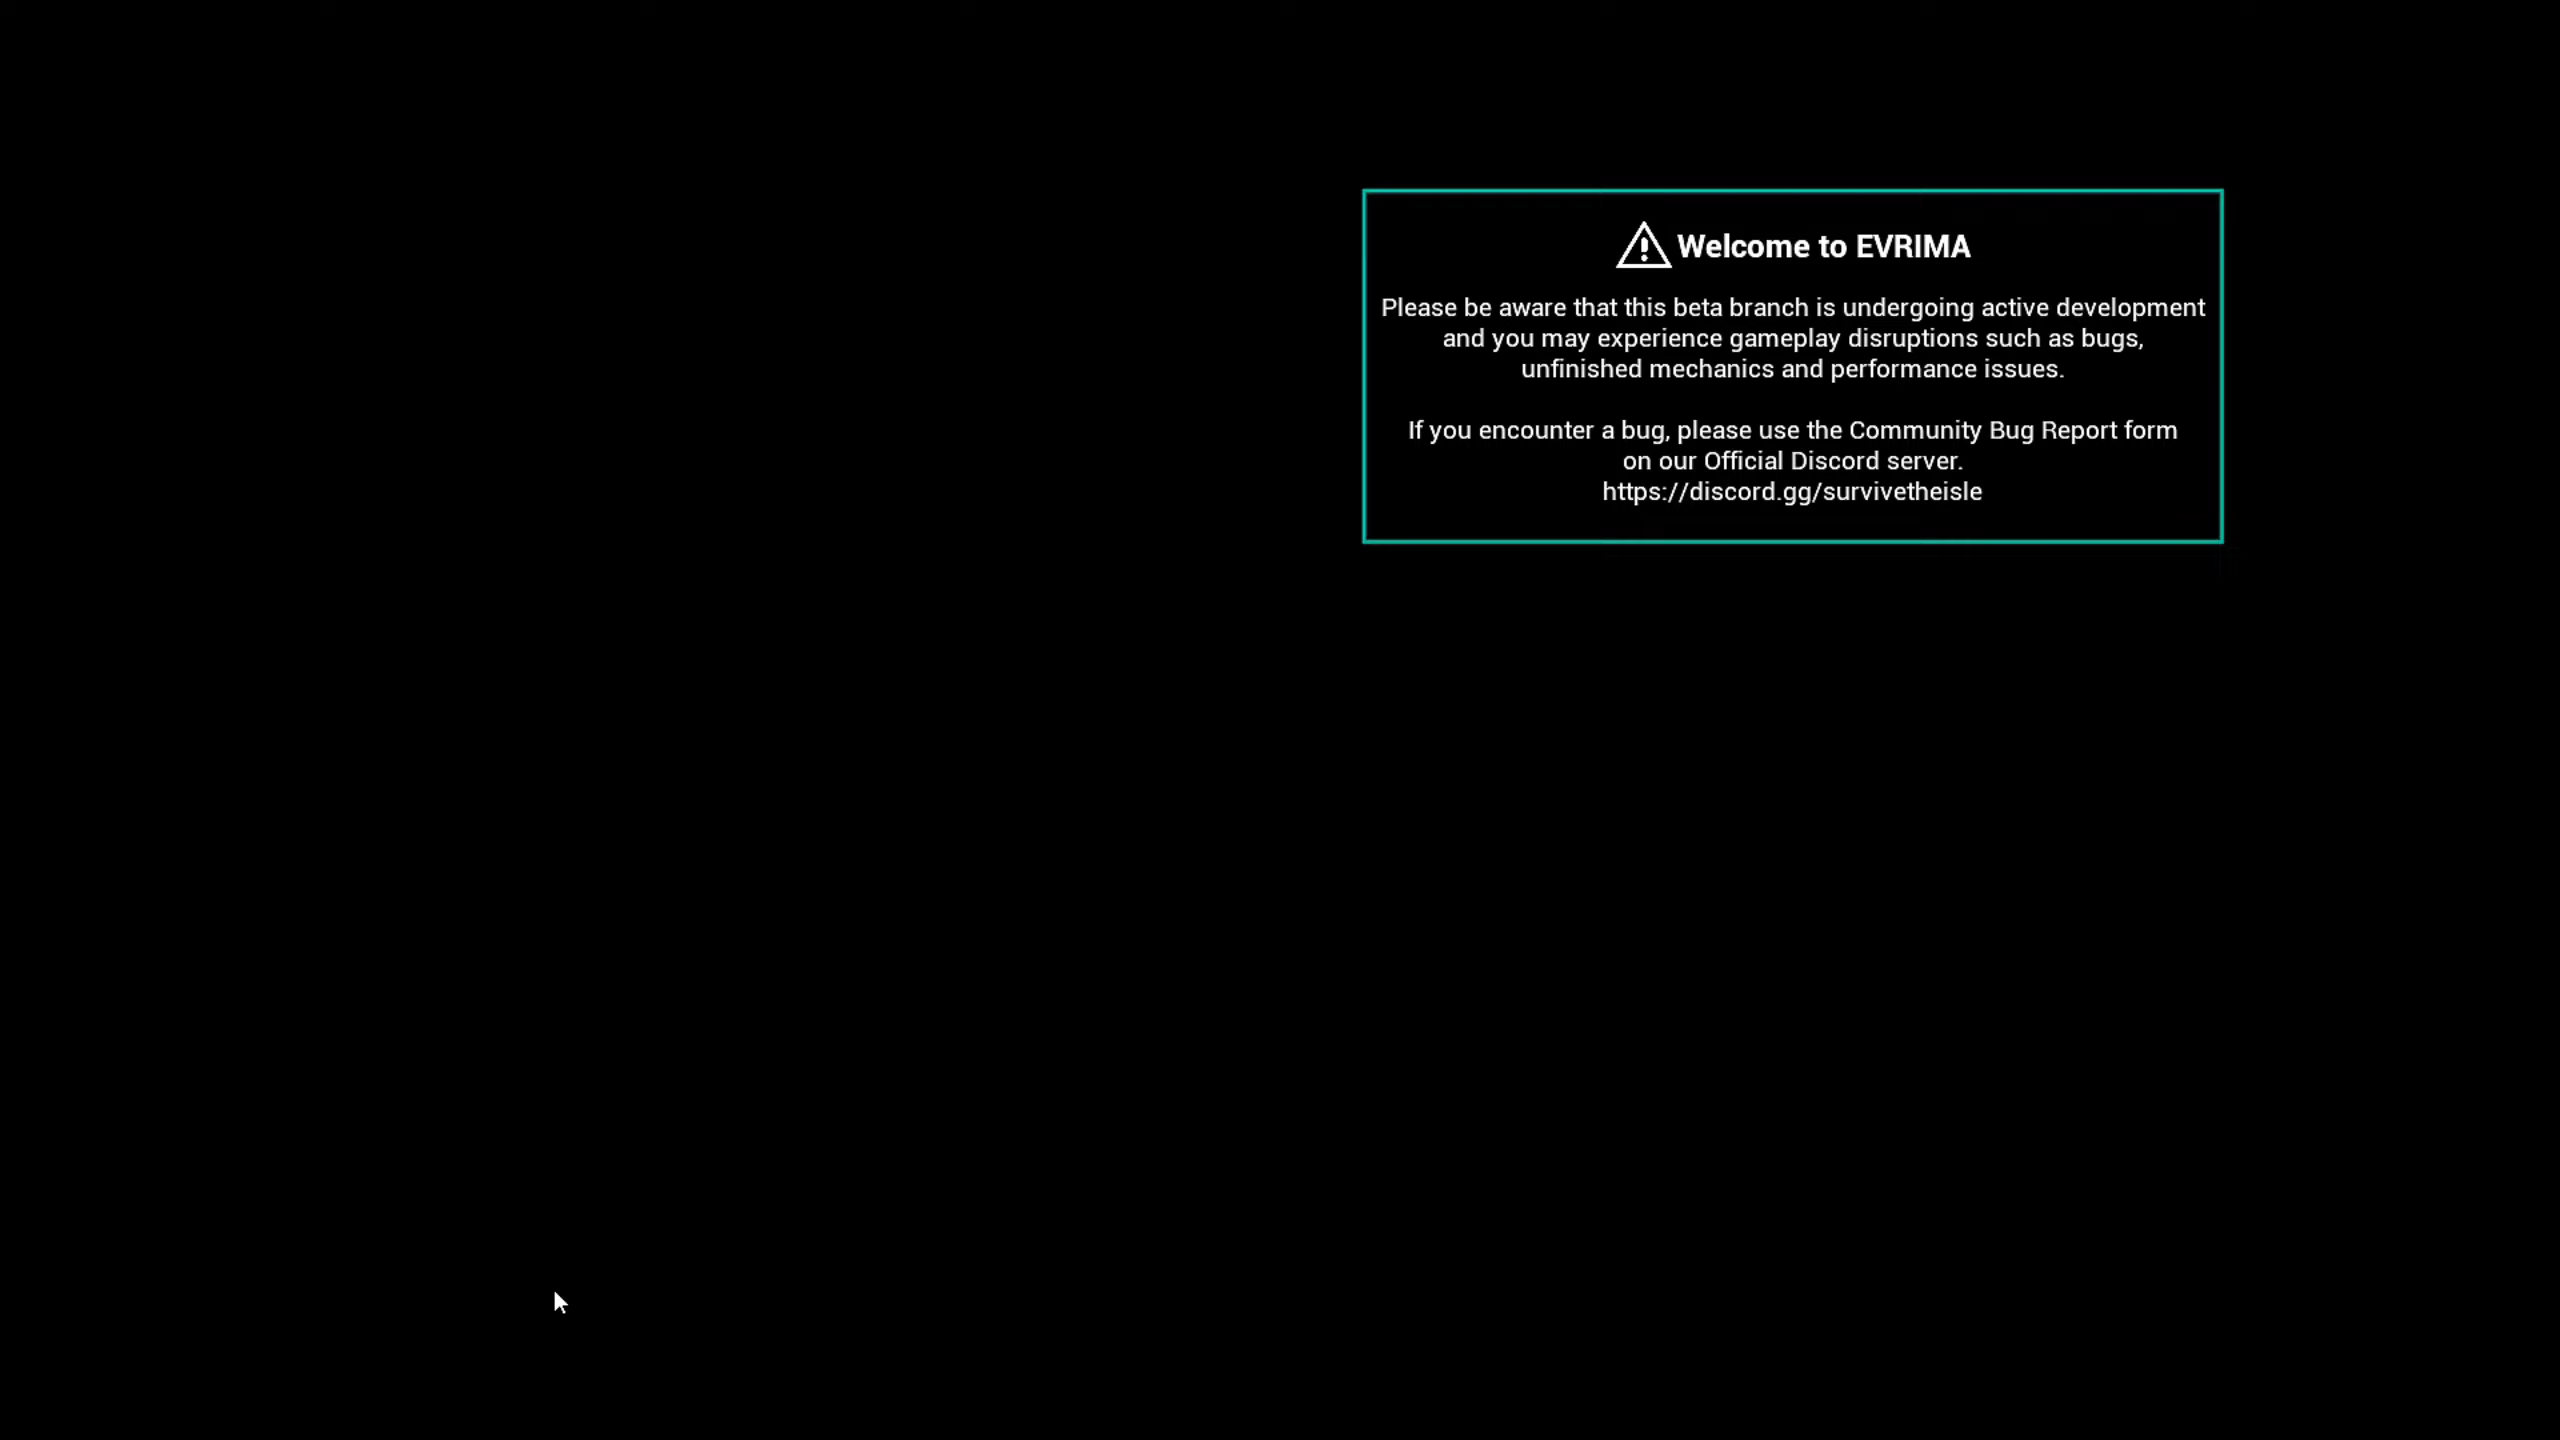 Welcome to EVRIMA
Please be aware that this beta branch is undergoing active development
and you may experience gameplay disruptions such as bugs,
unfinished mechanics and performance issues.
If you encounter a bug, please use the Community Bug Report form
on our Official Discord server.
https://discord.gg/survivetheisle